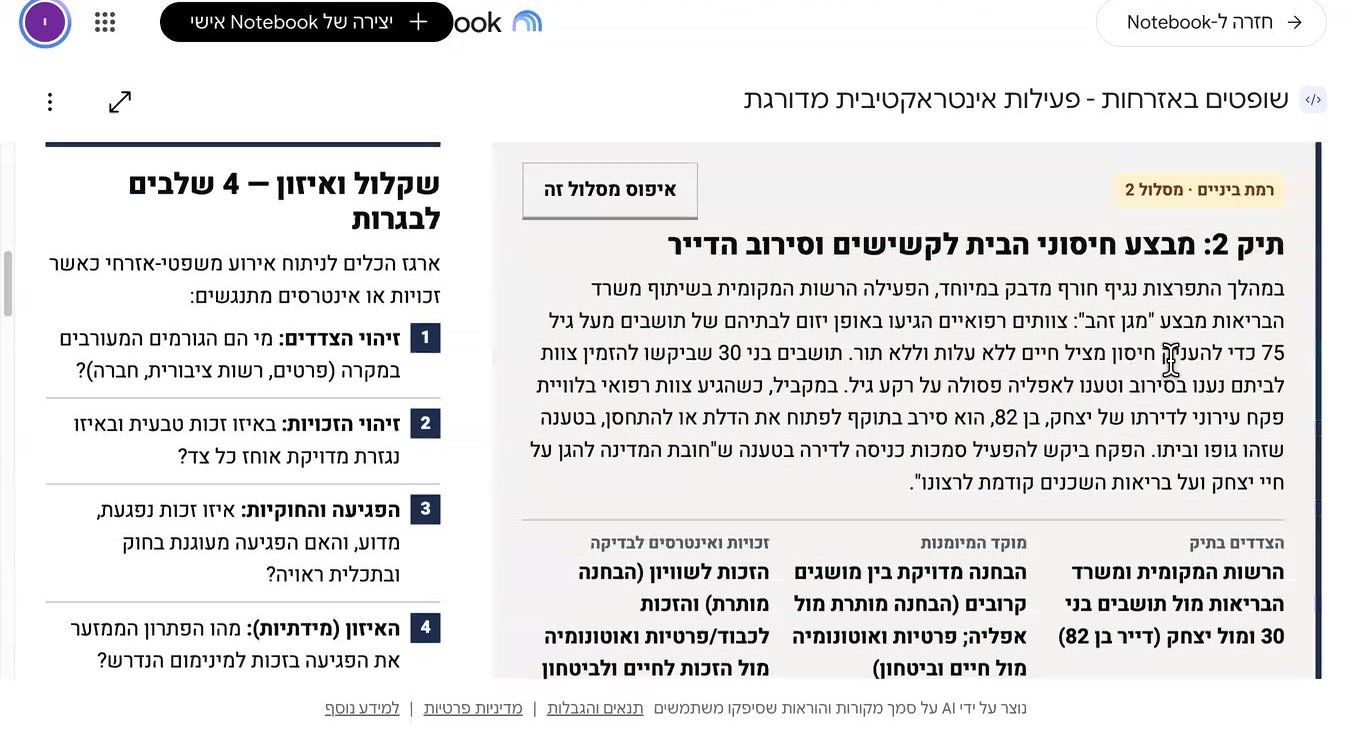 חזרה ל-Notebook
ook
יצירה של Notebook אישי
י
שופטים באזרחות - פעילות אינטראקטיבית מדורגת
רמת ביניים · מסלול 2
איפוס מסלול זה
תיק 2: מבצע חיסוני הבית לקשישים וסירוב הדייר
במהלך התפרצות נגיף חורף מדבק במיוחד, הפעילה הרשות המקומית בשיתוף משרד
הבריאות מבצע "מגן זהב": צוותים רפואיים הגיעו באופן יזום לבתיהם של תושבים מעל גיל
75 כדי להעניק חיסון מציל חיים ללא עלות וללא תור. תושבים בני 30 שביקשו להזמין צוות
לביתם נענו בסירוב וטענו לאפליה פסולה על רקע גיל. במקביל, כשהגיע צוות רפואי בלוויית
פקח עירוני לדירתו של יצחק, בן 82, הוא סירב בתוקף לפתוח את הדלת או להתחסן, בטענה
שזהו גופו וביתו. הפקח ביקש להפעיל סמכות כניסה לדירה בטענה ש"חובת המדינה להגן על
חיי יצחק ועל בריאות השכנים קודמת לרצונו".
הצדדים בתיק
הרשות המקומית ומשרד
הבריאות מול תושבים בני
30 ומול יצחק (דייר בן 82)
מוקד המיומנות
הבחנה מדויקת בין מושגים
קרובים (הבחנה מותרת מול
אפליה; פרטיות ואוטונומיה
מול חיים וביטחון)
זכויות ואינטרסים לבדיקה
הזכות לשוויון (הבחנה
מותרת) והזכות
לכבוד/פרטיות ואוטונומיה
מול הזכות לחיים ולביטחון
שקלול ואיזון – 4 שלבים
לבגרות
ארגז הכלים לניתוח אירוע משפטי-אזרחי כאשר
זכויות או אינטרסים מתנגשים:
1 זיהוי הצדדים: מי הם הגורמים המעורבים
במקרה (פרטים, רשות ציבורית, חברה)?
2 זיהוי הזכויות: באיזו זכות טבעית ובאיזו
נגזרת מדויקת אוחז כל צד?
3 הפגיעה והחוקיות: איזו זכות נפגעת,
מדוע, והאם הפגיעה מעוגנת בחוק
ובתכלית ראויה?
4 האיזון (מידתיות): מהו הפתרון הממזער
את הפגיעה בזכות למינימום הנדרש?
נוצר על ידי AI על סמך מקורות והוראות שסיפקו משתמשים תנאים והגבלות | מדיניות פרטיות | למידע נוסף